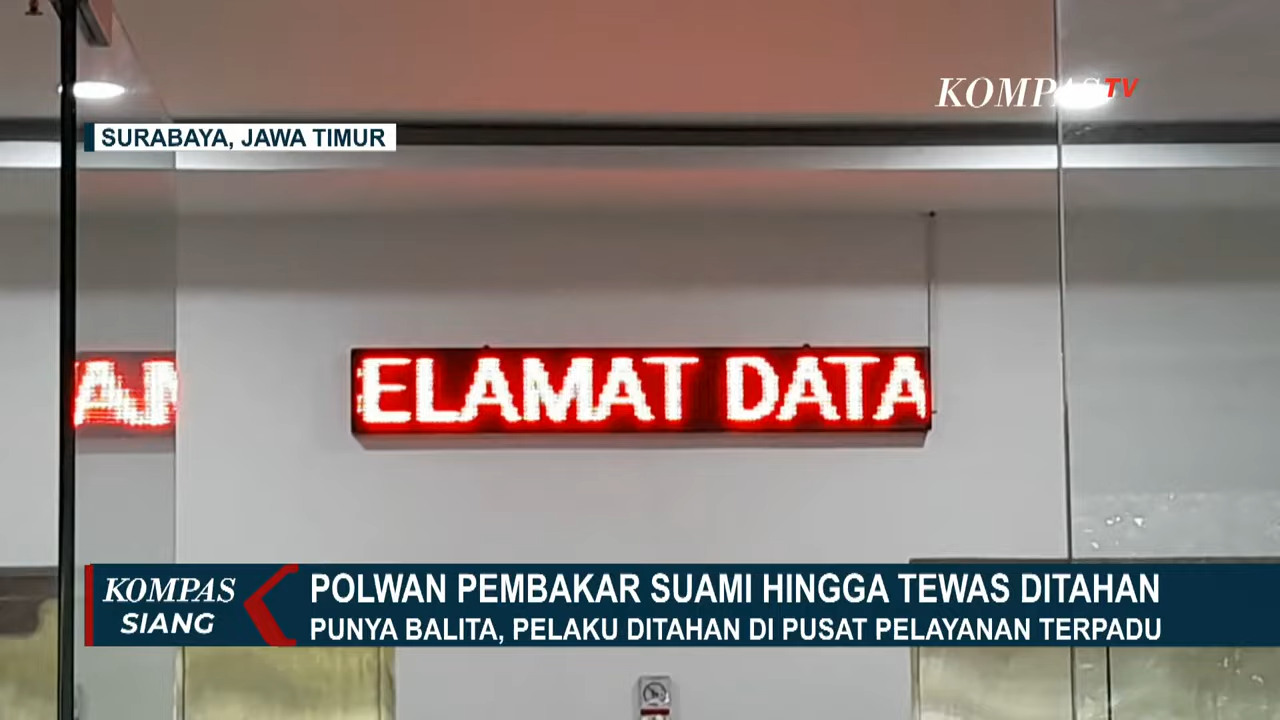 KOMPAS TV
SURABAYA, JAWA TIMUR
ELAMAT DATA
KOMPAS
SIANG
POLWAN PEMBAKAR SUAMI HINGGA TEWAS DITAHAN
PUNYA BALITA, PELAKU DITAHAN DI PUSAT PELAYANAN TERPADU